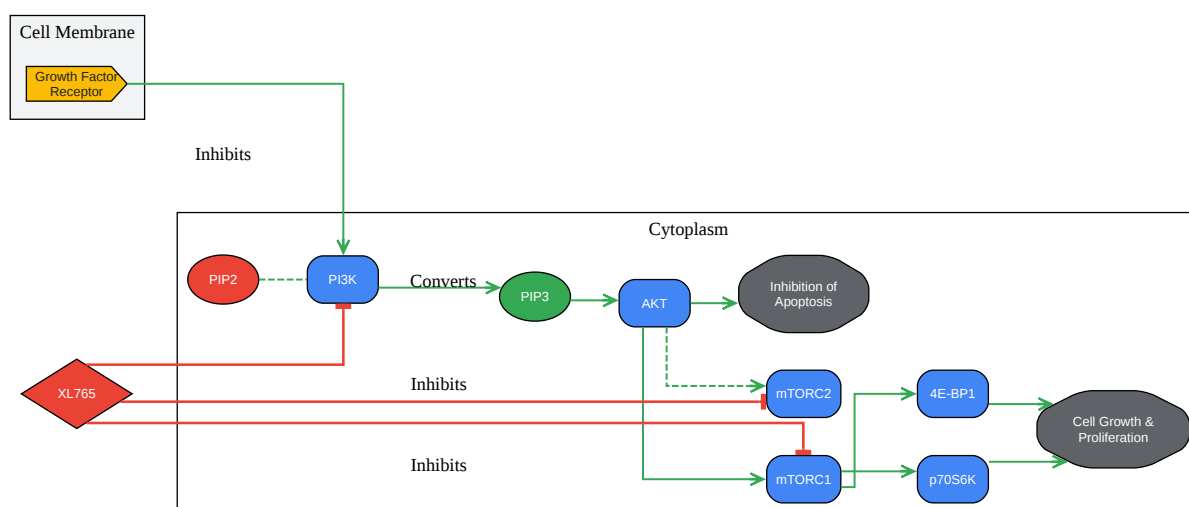 Cell Membrane
Growth Factor
Receptor
Inhibits
Cytoplasm
PIP2
PI3K
Converts
PIP3
AKT
Inhibition of
Apoptosis
XL765
Inhibits
mTORC2
4E-BP1
Cell Growth &
Proliferation
Inhibits
mTORC1
p70S6K